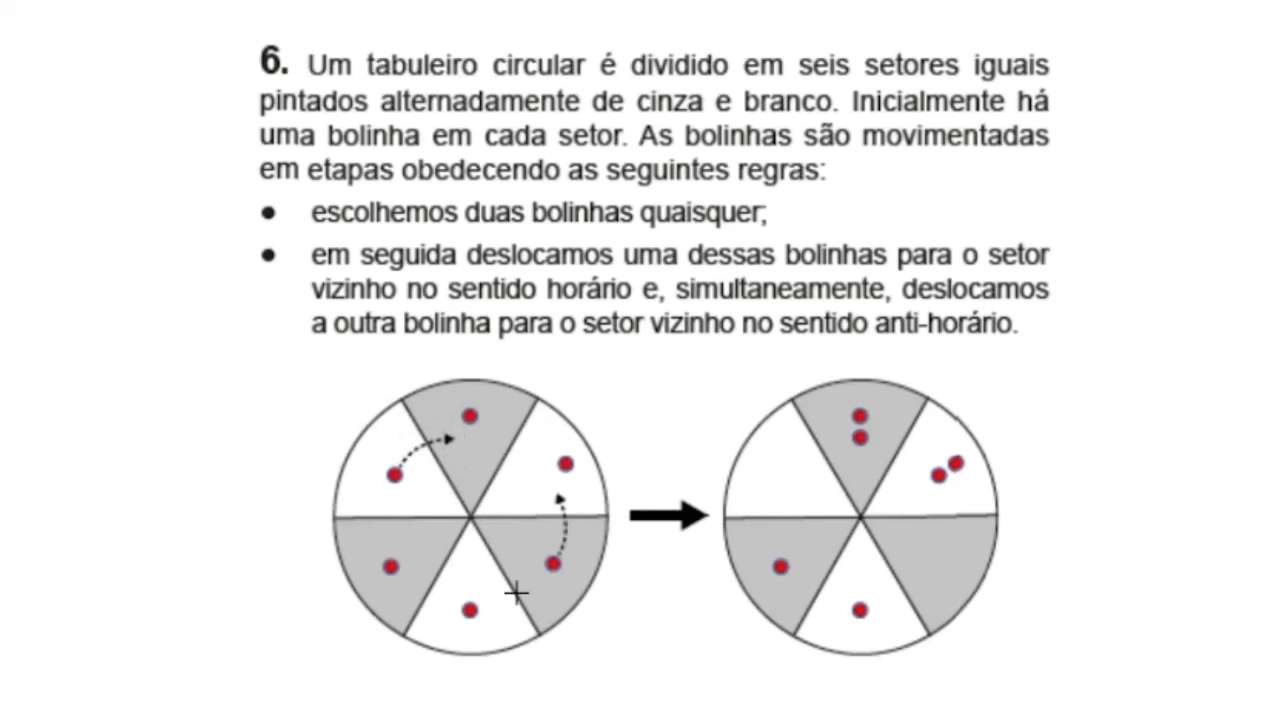 6. Um tabuleiro circular é dividido em seis setores iguais
pintados alternadamente de cinza e branco. Inicialmente há
uma bolinha em cada setor. As bolinhas são movimentadas
em etapas obedecendo as seguintes regras:
• escolhemos duas bolinhas quaisquer;
• em seguida deslocamos uma dessas bolinhas para o setor
vizinho no sentido horário e, simultaneamente, deslocamos
a outra bolinha para o setor vizinho no sentido anti-horário.